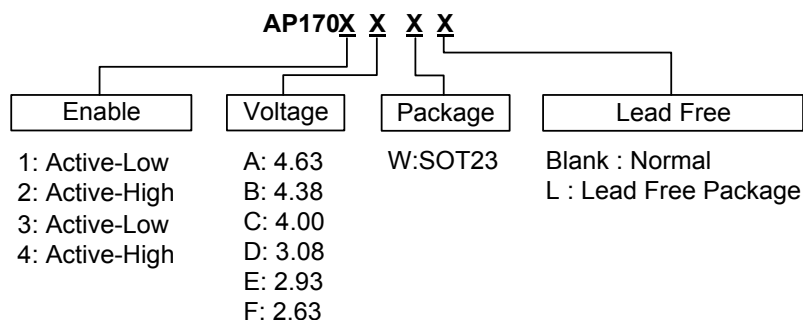 AP170X X X X
Enable
Voltage
Package
Lead Free
1: Active-Low
2: Active-High
3: Active-Low
4: Active-High
A: 4.63
B: 4.38
C: 4.00
D: 3.08
E: 2.93
F: 2.63
W:SOT23
Blank : Normal
L : Lead Free Package